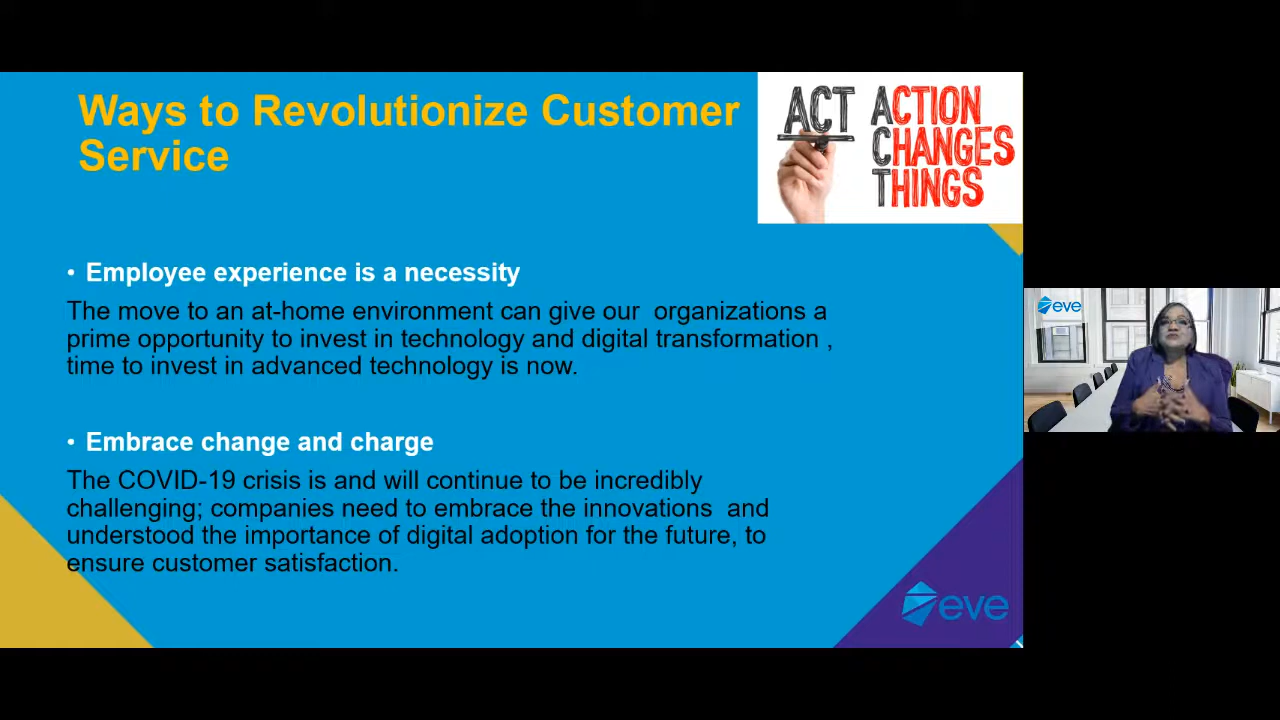 Ways to Revolutionize Customer
Service
ACT ACTION
CHANGES
THINGS
• Employee experience is a necessity
The move to an at-home environment can give our  organizations a
prime opportunity to invest in technology and digital transformation ,
time to invest in advanced technology is now.
• Embrace change and charge
The COVID-19 crisis is and will continue to be incredibly
challenging; companies need to embrace the innovations  and
understood the importance of digital adoption for the future, to
ensure customer satisfaction.
eve
eve